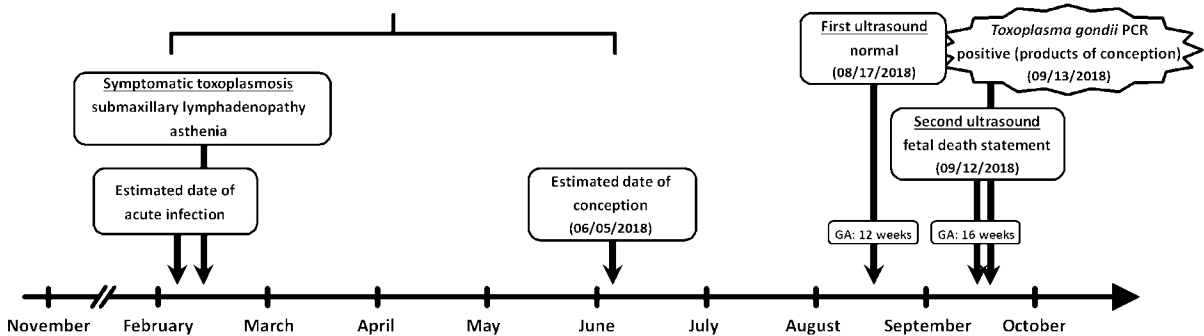 First ultrasound
normal
(08/17/2018)
Toxoplasma gondii PCR
positive (products of conception)
(09/13/2018)
Symptomatic toxoplasmosis
submaxillary lymphadenopathy
asthenia
Second ultrasound
fetal death statement
(09/12/2018)
Estimated date of
acute infection
Estimated date of
conception
(06/05/2018)
GA: 12 weeks
GA: 16 weeks
November
February
March
April
May
June
July
August
September
October